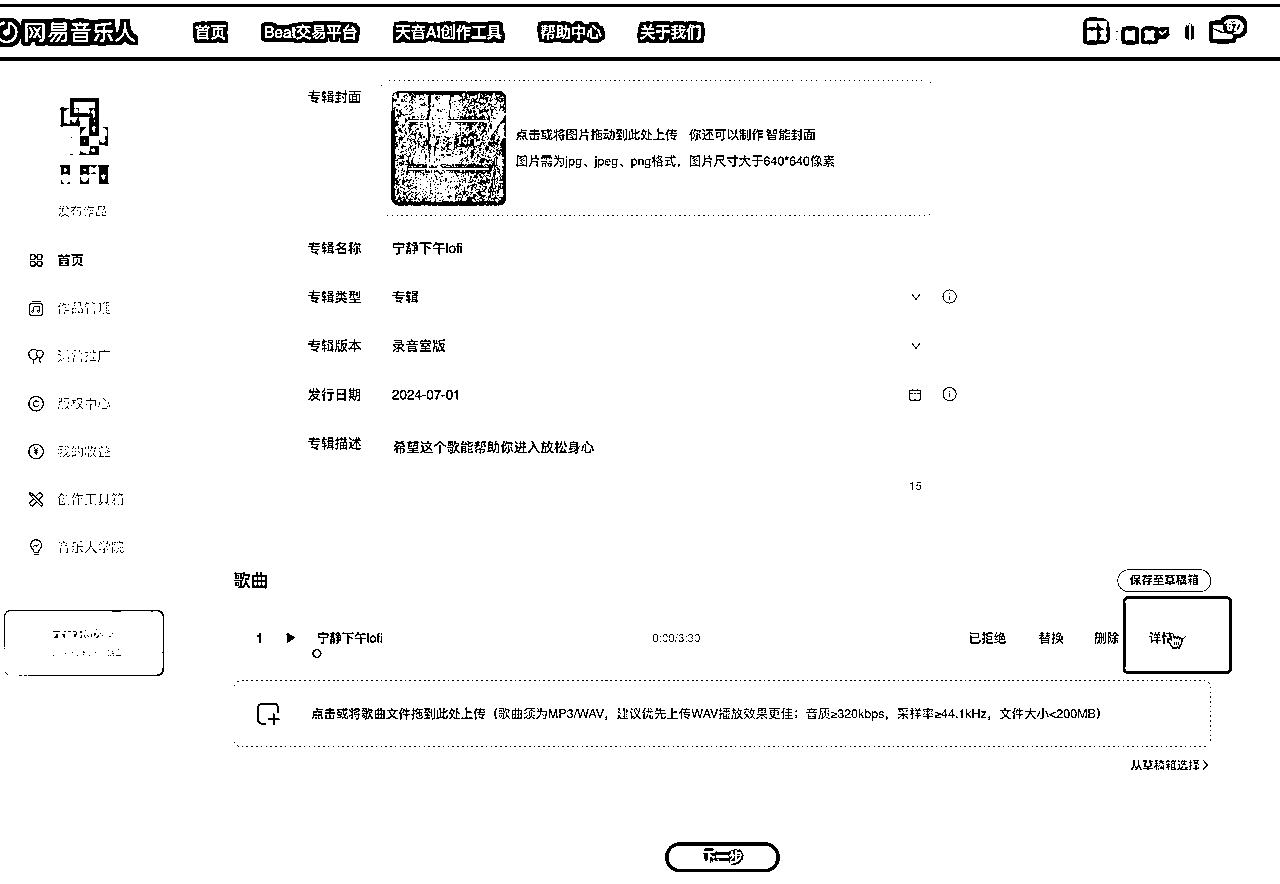 网易音乐人
首页
Beat交易平台
天音AI创作工具
帮助中心
关于我们
67
发布作品
首页
作品管理
版权中心
我的收益
创作工具箱
音乐人学院
专辑封面
点击或将图片拖动到此处上传 你还可以制作智能封面
图片需为jpg、jpeg、png格式，图片尺寸大于640*640像素
专辑名称 宁静下午lofi
专辑类型 专辑
专辑版本 录音室版
发行日期 2024-07-01
专辑描述 希望这个歌能帮助你进入放松身心
15
歌曲
保存至草稿箱
1 宁静下午lofi 0:00/3:30 已拒绝 替换 删除 详情
点击或将歌曲文件拖到此处上传（歌曲须为MP3/WAV，建议优先上传WAV播放效果更佳；音质≥320kbps，采样率≥44.1kHz，文件大小<200MB）
从草稿箱选择
下一步